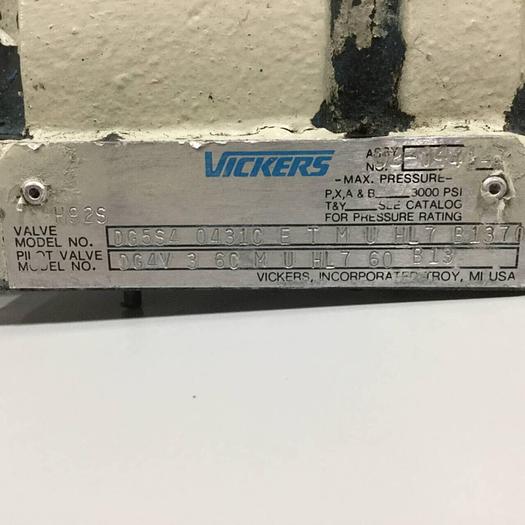 VICKERS
ASSY
NO.
-MAX. PRESSURE-
P,X,A & B 3000 PSI
T&Y SEE CATALOG
FOR PRESSURE RATING
H92S
VALVE
MODEL NO. DG5S4 0431C E T M U HL7 B1370
PILOT VALVE
MODEL NO. DG4V 3 6C M U HL7 60 B13
VICKERS, INCORPORATED TROY, MI USA